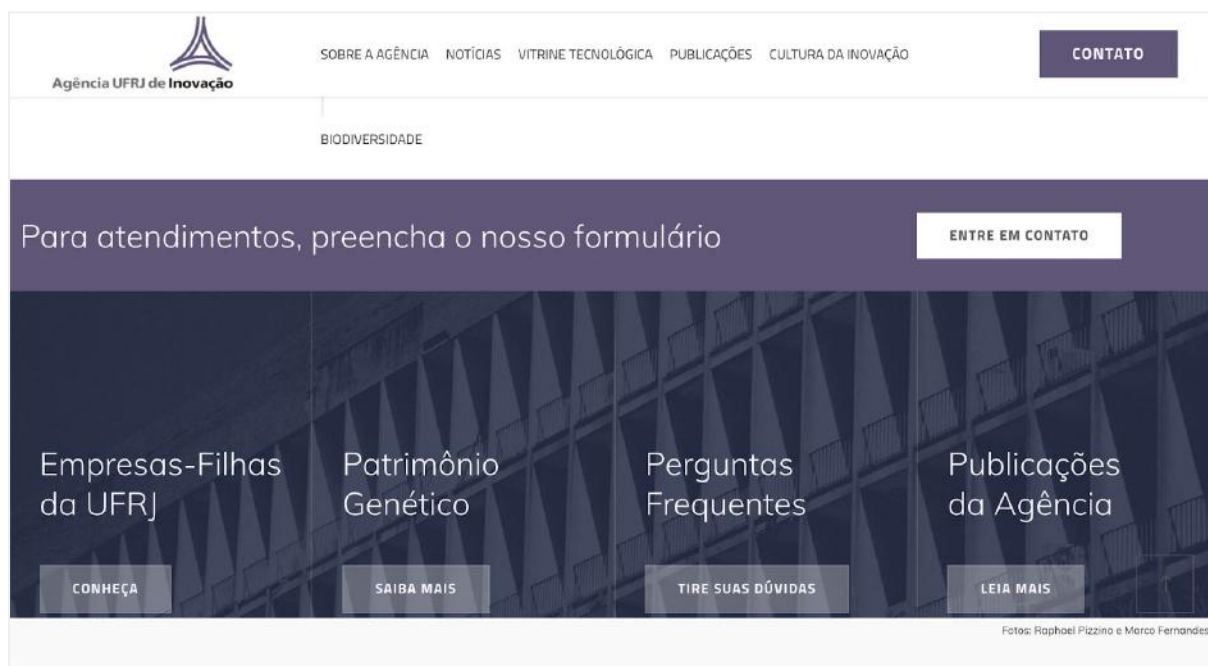 SOBRE A AGÊNCIA NOTÍCIAS VITRINE TECNOLÓGICA PUBLICAÇÕES CULTURA DA INOVAÇÃO
CONTATO
Agência UFRJ de Inovação
BIODIVERSIDADE
Para atendimentos, preencha o nosso formulário
ENTRE EM CONTATO
Empresas-Filhas
da UFRJ
CONHEÇA
Patrimônio
Genético
SAIBA MAIS
Perguntas
Frequentes
TIRE SUAS DÚVIDAS
Publicações
da Agência
LEIA MAIS
Fotos: Raphael Pizzino e Marco Fernandes